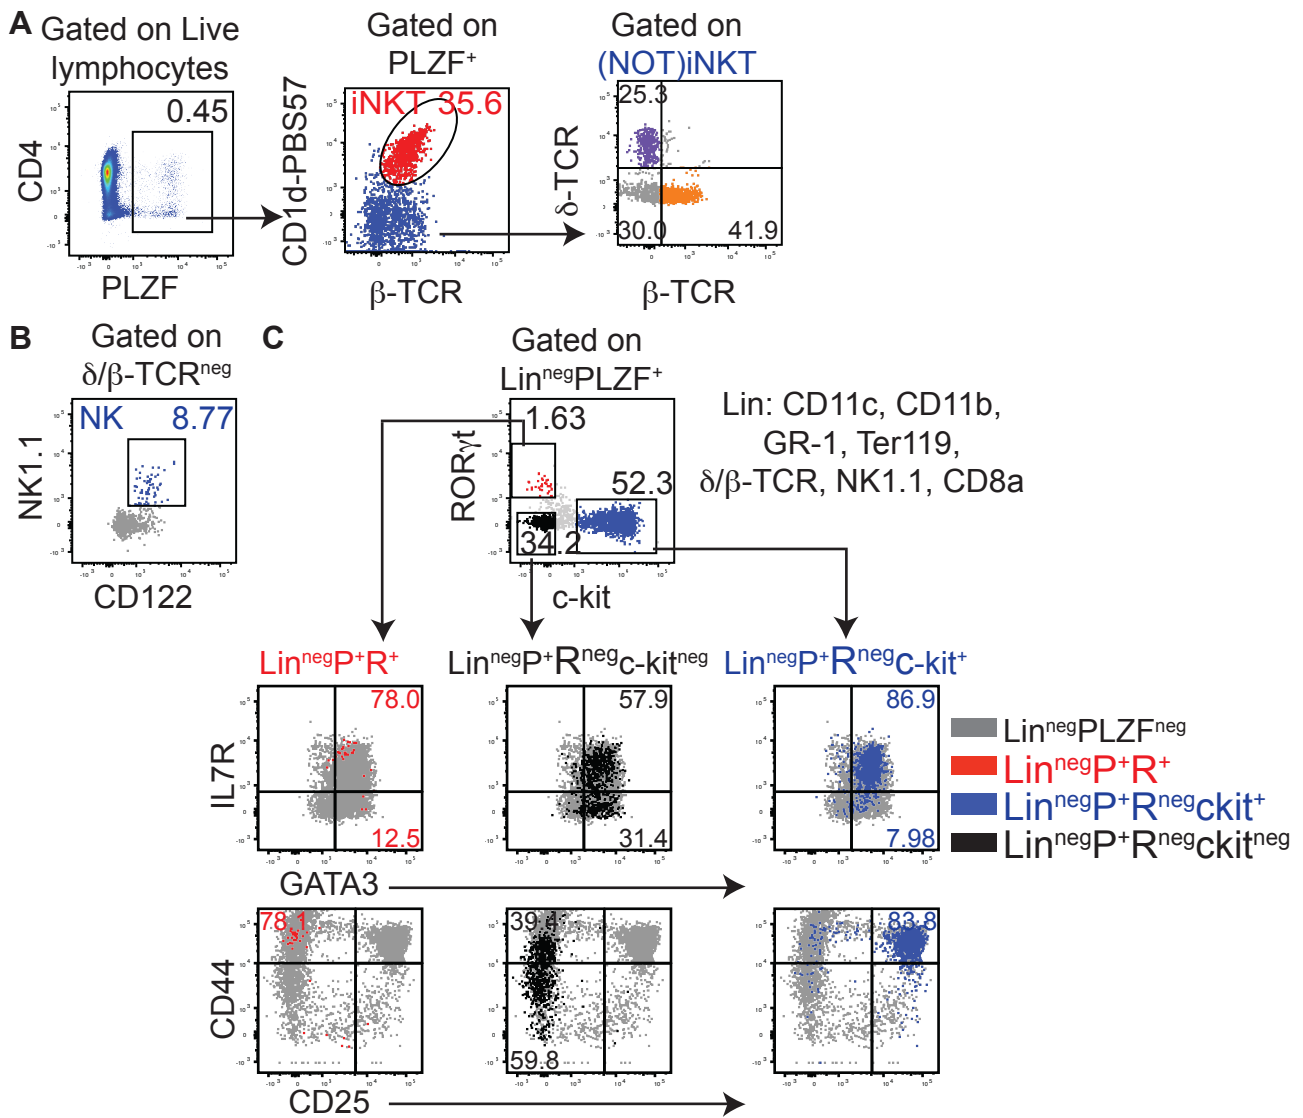 A
Gated on Live
lymphocytes
0.45
CD4
PLZF
Gated on
PLZF⁺
iNKT 35.6
CD1d-PBS57
β-TCR
Gated on
(NOT)iNKT
25.3
30.0
41.9
δ-TCR
β-TCR
B
Gated on
δ/β-TCRⁿᵉᵍ
NK 8.77
NK1.1
CD122
C
Gated on
LinⁿᵉᵍPLZF⁺
1.63
52.3
34.2
RORγt
c-kit
Lin: CD11c, CD11b,
GR-1, Ter119,
δ/β-TCR, NK1.1, CD8a
LinⁿᵉᵍP⁺R⁺
LinⁿᵉᵍP⁺Rⁿᵉᵍc-kitⁿᵉᵍ
LinⁿᵉᵍP⁺Rⁿᵉᵍc-kit⁺
78.0
12.5
57.9
31.4
86.9
7.98
IL7R
GATA3
LinⁿᵉᵍPLZFⁿᵉᵍ
LinⁿᵉᵍP⁺R⁺
LinⁿᵉᵍP⁺Rⁿᵉᵍckit⁺
LinⁿᵉᵍP⁺Rⁿᵉᵍckitⁿᵉᵍ
78.1
39.4
59.8
83.8
CD44
CD25